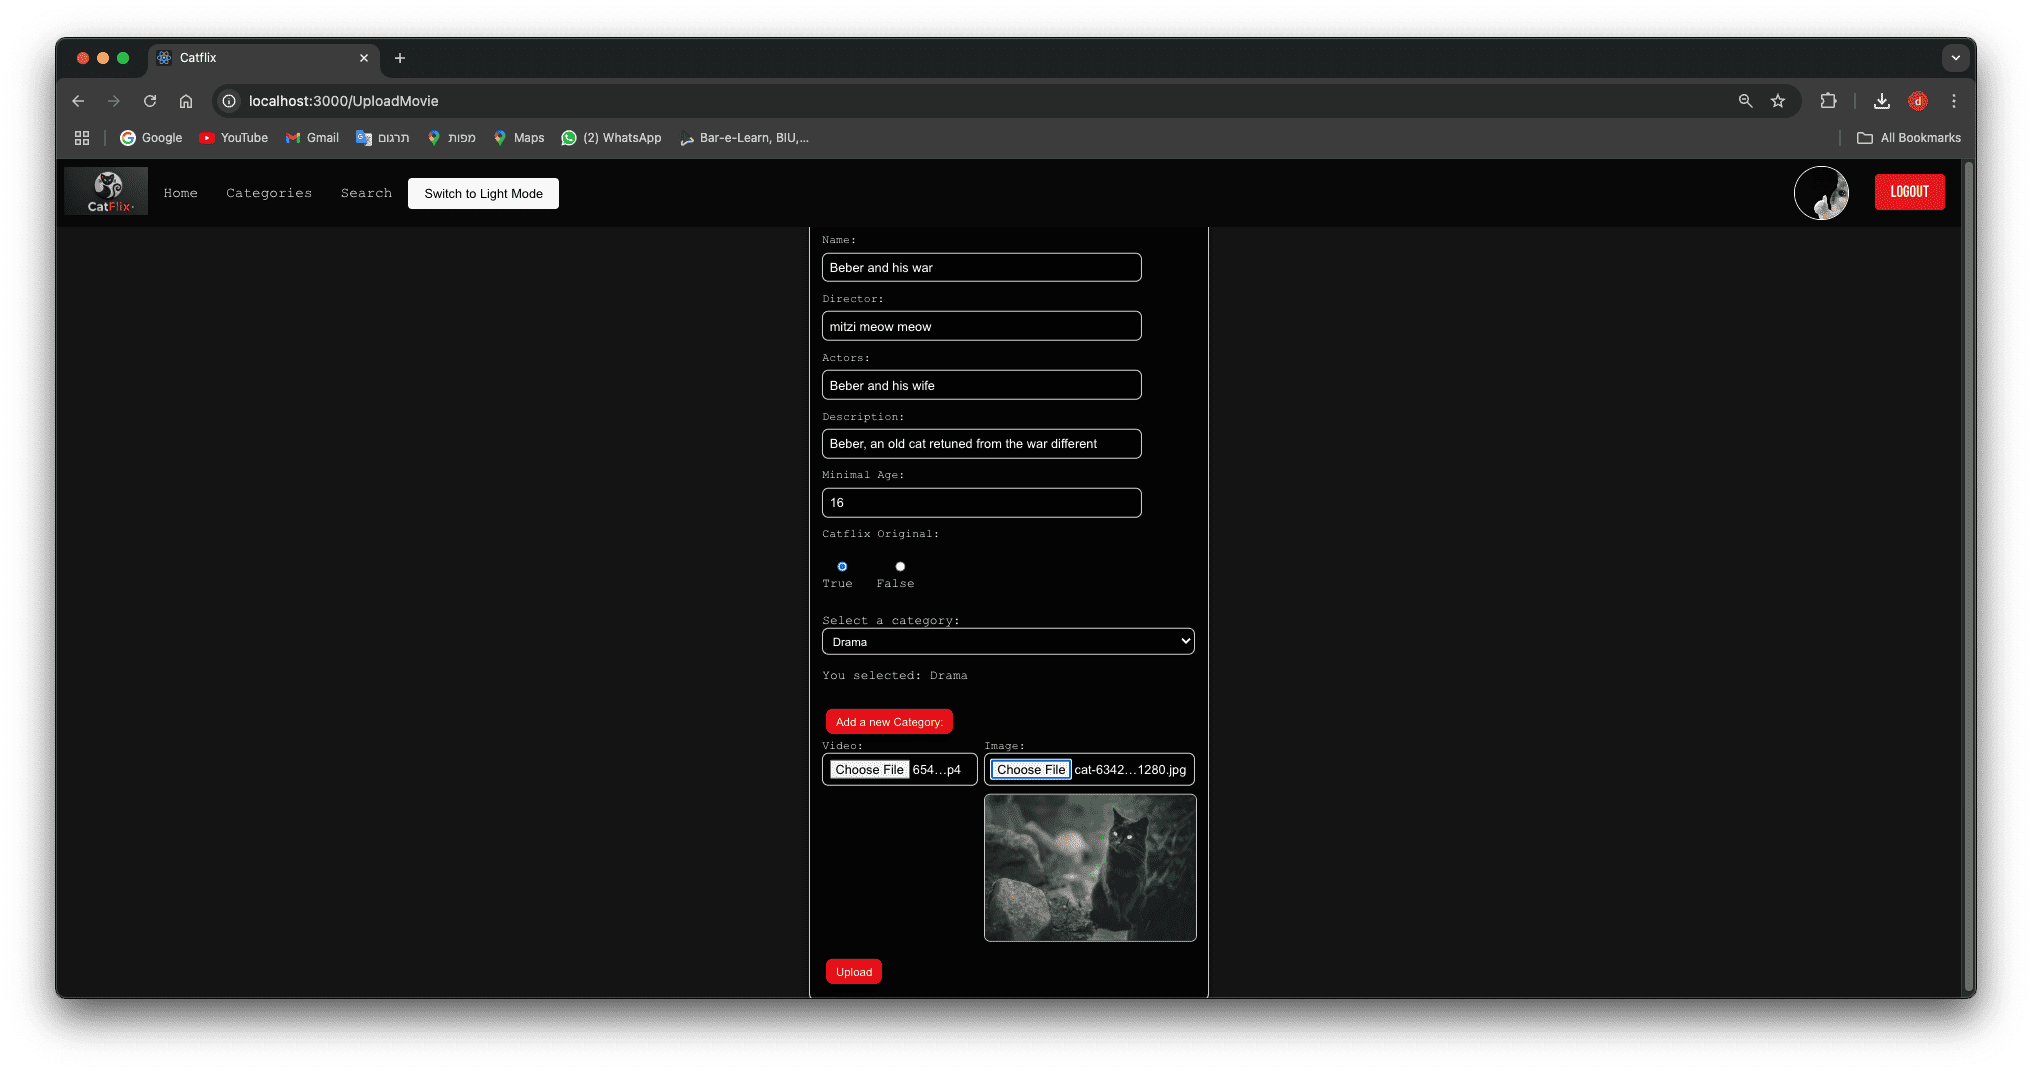 Catflix
localhost:3000/UploadMovie
Google YouTube Gmail תרגום מפות Maps (2) WhatsApp Bar-e-Learn, BIU,... All Bookmarks
CatFlix Home Categories Search Switch to Light Mode LOGOUT
Name:
Beber and his war
Director:
mitzi meow meow
Actors:
Beber and his wife
Description:
Beber, an old cat retuned from the war different
Minimal Age:
16
Catflix Original:
True False
Select a category:
Drama
You selected: Drama
Add a new Category:
Video: Image:
Choose File 654...p4 Choose File cat-6342...1280.jpg
Upload